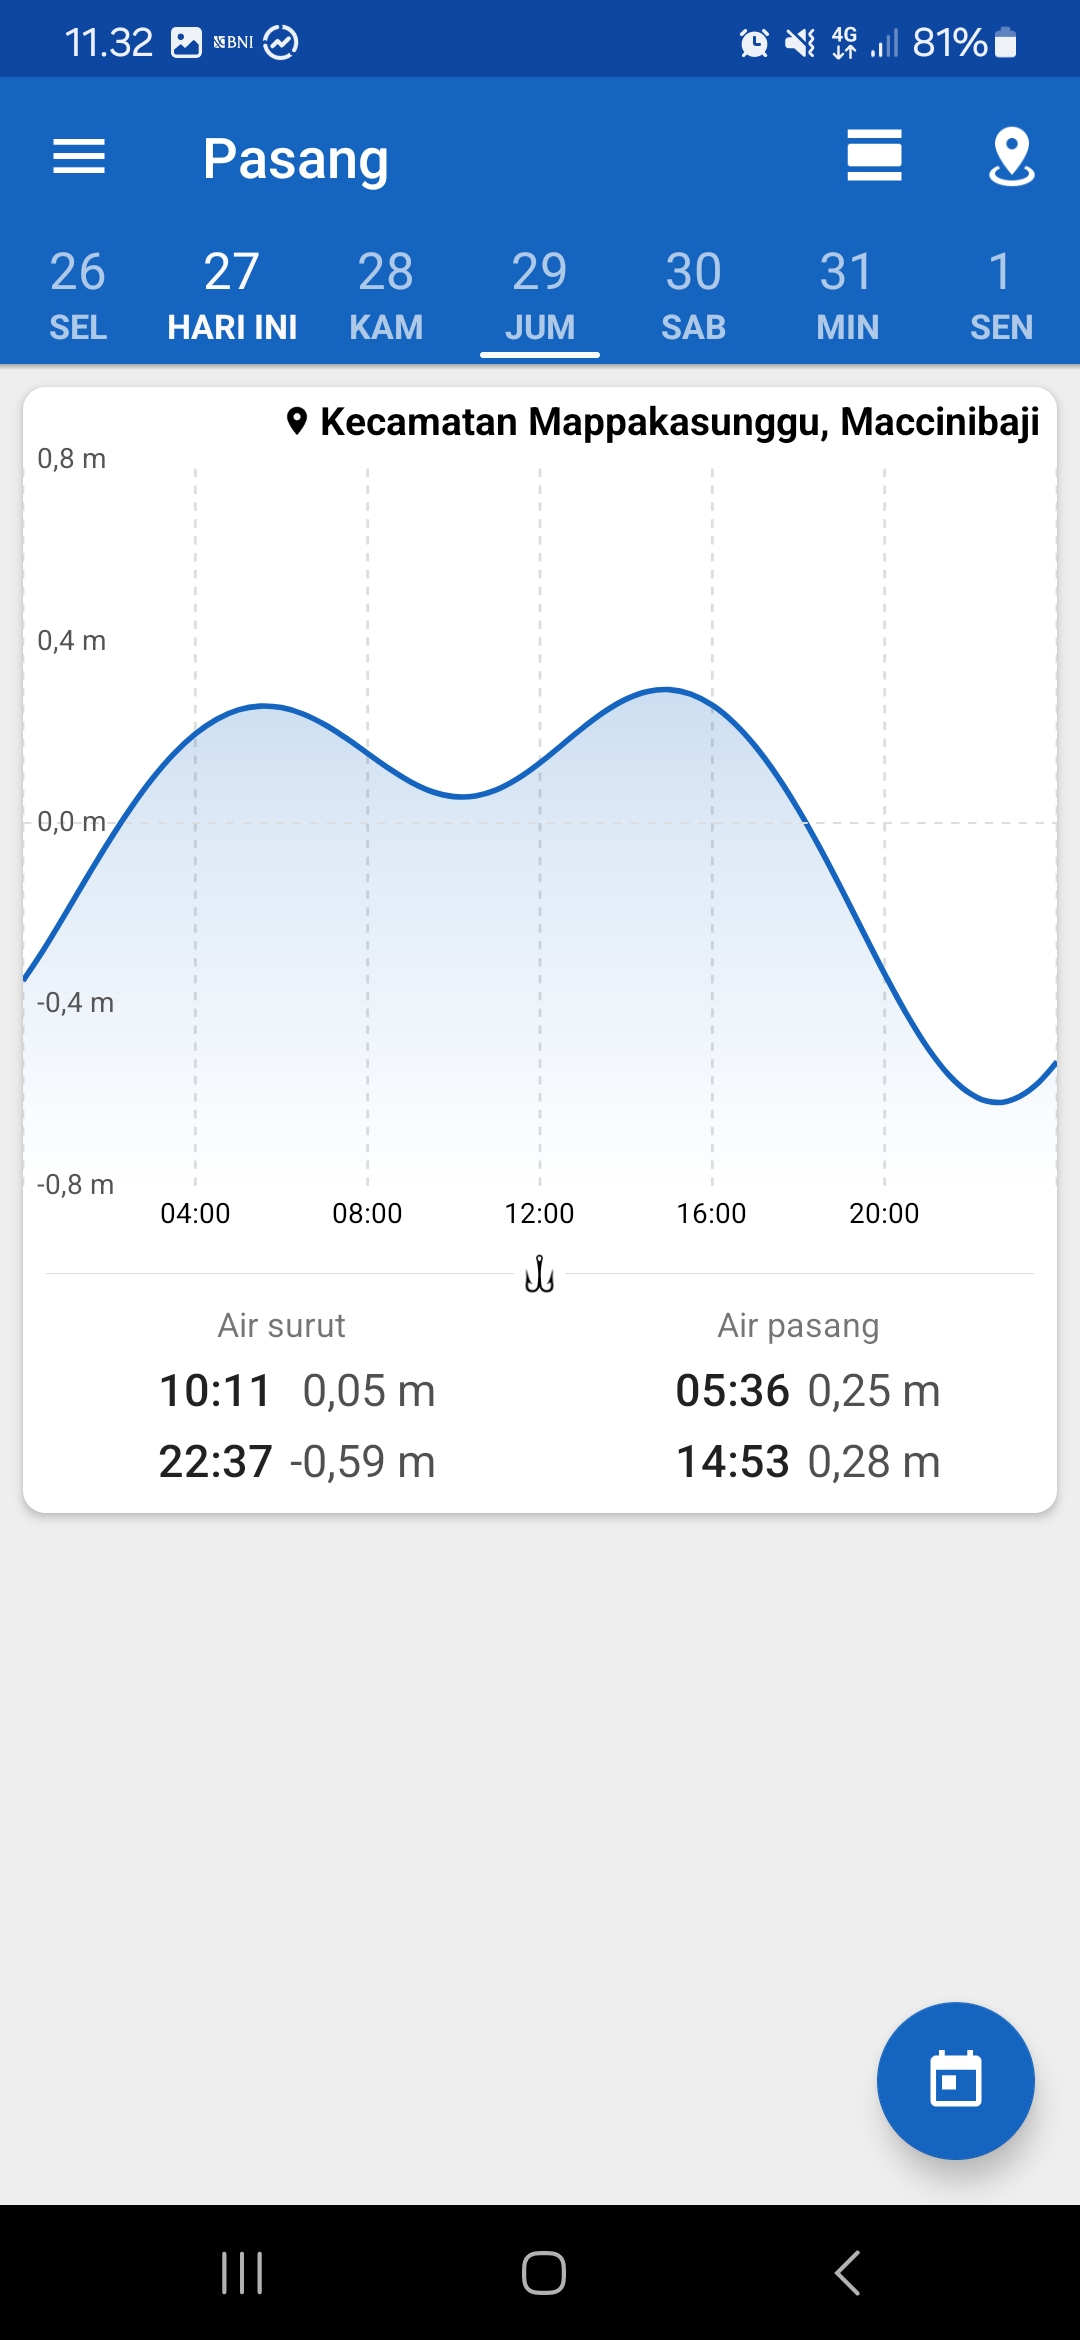 11.32 BNI 4G 81%
Pasang
26 27 28 29 30 31 1
SEL HARI INI KAM JUM SAB MIN SEN
Kecamatan Mappakasunggu, Maccinibaji
0,8 m
0,4 m
0,0 m
-0,4 m
-0,8 m
04:00 08:00 12:00 16:00 20:00
Air surut Air pasang
10:11 0,05 m 05:36 0,25 m
22:37 -0,59 m 14:53 0,28 m